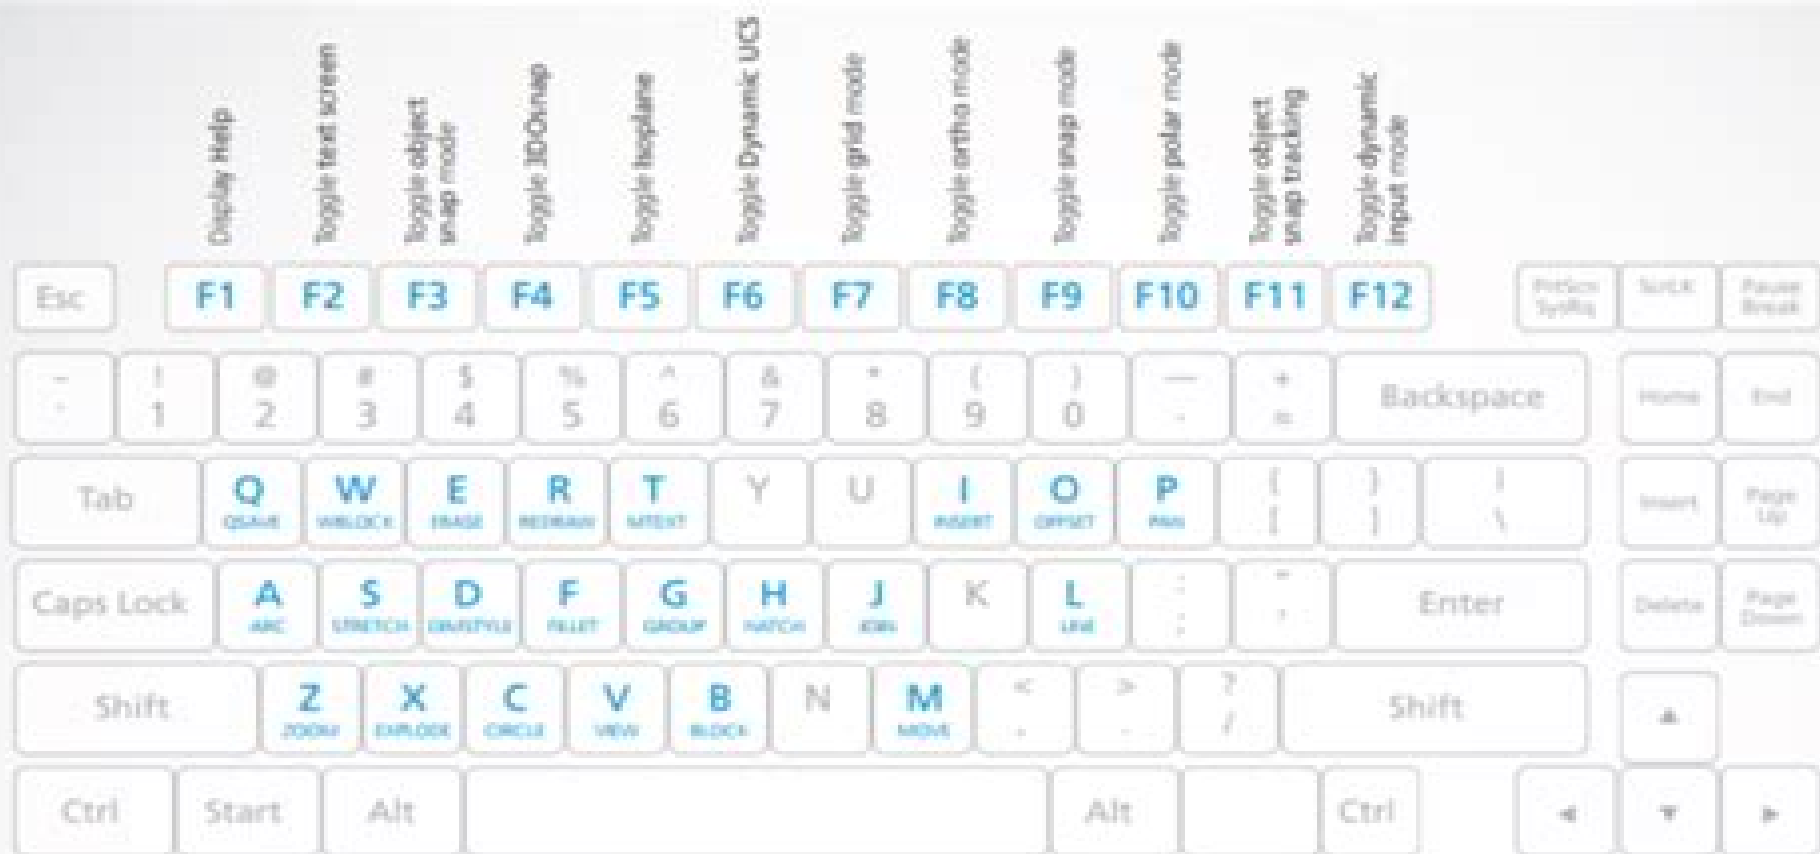 Display Help
Toggle text screen
Toggle object
snap mode
Toggle 3DOsnap
Toggle Isoplane
Toggle Dynamic UCS
Toggle grid mode
Toggle ortho mode
Toggle snap mode
Toggle polar mode
Toggle object
snap tracking
Toggle dynamic
input mode
Esc F1 F2 F3 F4 F5 F6 F7 F8 F9 F10 F11 F12
PrtScn ScrLK Pause
SysRq Break
! @ # $ % ^ & * ( ) — +
1 2 3 4 5 6 7 8 9 0 - = Backspace Home End
Tab Q W E R T Y U I O P Insert Page
Up
QSAVE WBLOCK ERASE REDRAW MTEXT INSERT OFFSET PAN
[ ] \
Caps Lock A S D F G H J K L : " Enter Delete Page
Down
ARC STRETCH DIMSTYLE FILLET GROUP HATCH JOIN LINE ; '
Shift Z X C V B N M < > ? Shift
ZOOM EXPLODE CIRCLE VIEW BLOCK MOVE , . /
Ctrl Start Alt Alt Ctrl